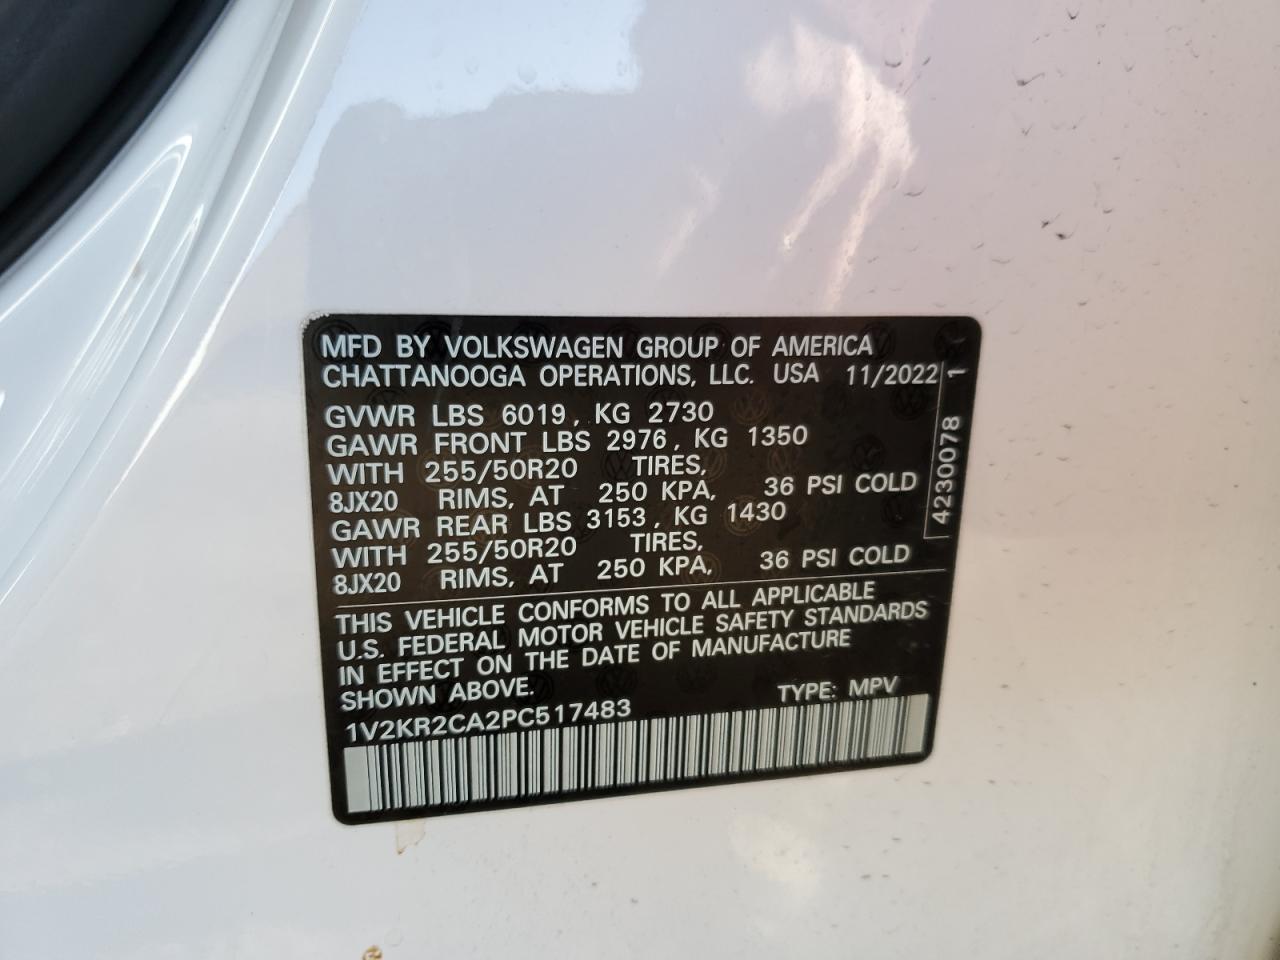 MFD BY VOLKSWAGEN GROUP OF AMERICA
CHATTANOOGA OPERATIONS, LLC. USA 11/2022
GVWR LBS 6019, KG 2730
GAWR FRONT LBS 2976, KG 1350
WITH 255/50R20 TIRES,
8JX20 RIMS, AT 250 KPA, 36 PSI COLD
GAWR REAR LBS 3153, KG 1430
WITH 255/50R20 TIRES,
8JX20 RIMS, AT 250 KPA, 36 PSI COLD
THIS VEHICLE CONFORMS TO ALL APPLICABLE
U.S. FEDERAL MOTOR VEHICLE SAFETY STANDARDS
IN EFFECT ON THE DATE OF MANUFACTURE
SHOWN ABOVE.
TYPE: MPV
1V2KR2CA2PC517483
4230078 1